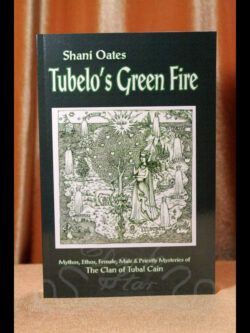 Shani Oates
Tubelo's Green Fire
Mythos, Ethos, Female, Male & Priestly Mysteries of
The Clan of Tubal Cain